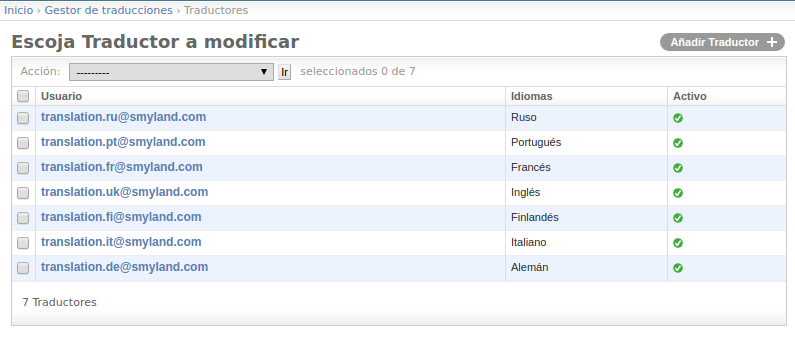 Inicio › Gestor de traducciones › Traductores
Escoja Traductor a modificar
Añadir Traductor +
Acción: --------- Ir seleccionados 0 de 7
Usuario Idiomas Activo
translation.ru@smyland.com Ruso
translation.pt@smyland.com Portugués
translation.fr@smyland.com Francés
translation.uk@smyland.com Inglés
translation.fi@smyland.com Finlandés
translation.it@smyland.com Italiano
translation.de@smyland.com Alemán
7 Traductores